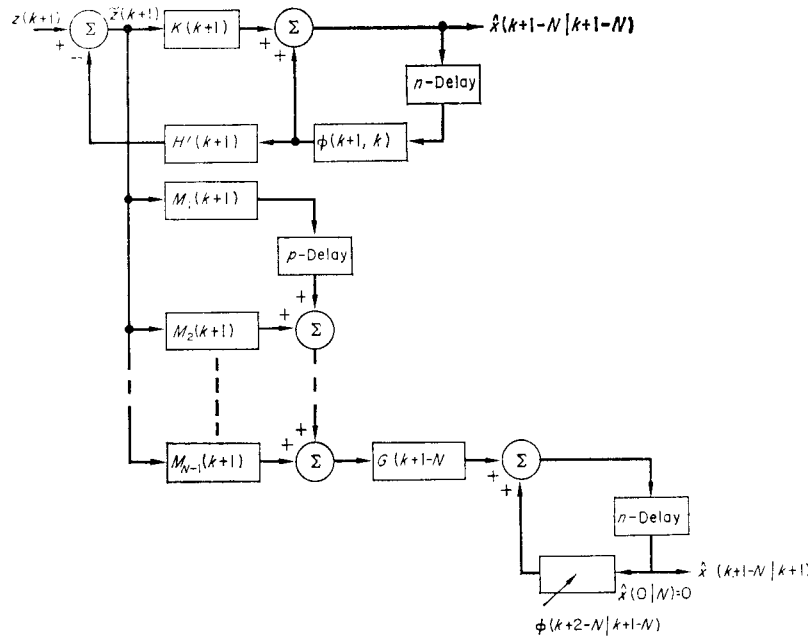 z(k+1)
+
−
Σ
z̃(k+1)
K(k+1)
+
Σ
+
x̂(k+1-N|k+1-N)
n-Delay
H'(k+1)
ϕ(k+1, k)
M₁(k+1)
p-Delay
+
M₂(k+1)
+
Σ
+
M_{N-1}(k+1)
+
Σ
G(k+1-N
+
Σ
+
n-Delay
x̂ (k+1-N|k+1)
x̂(0|N)=0
ϕ(k+2-N|k+1-N)